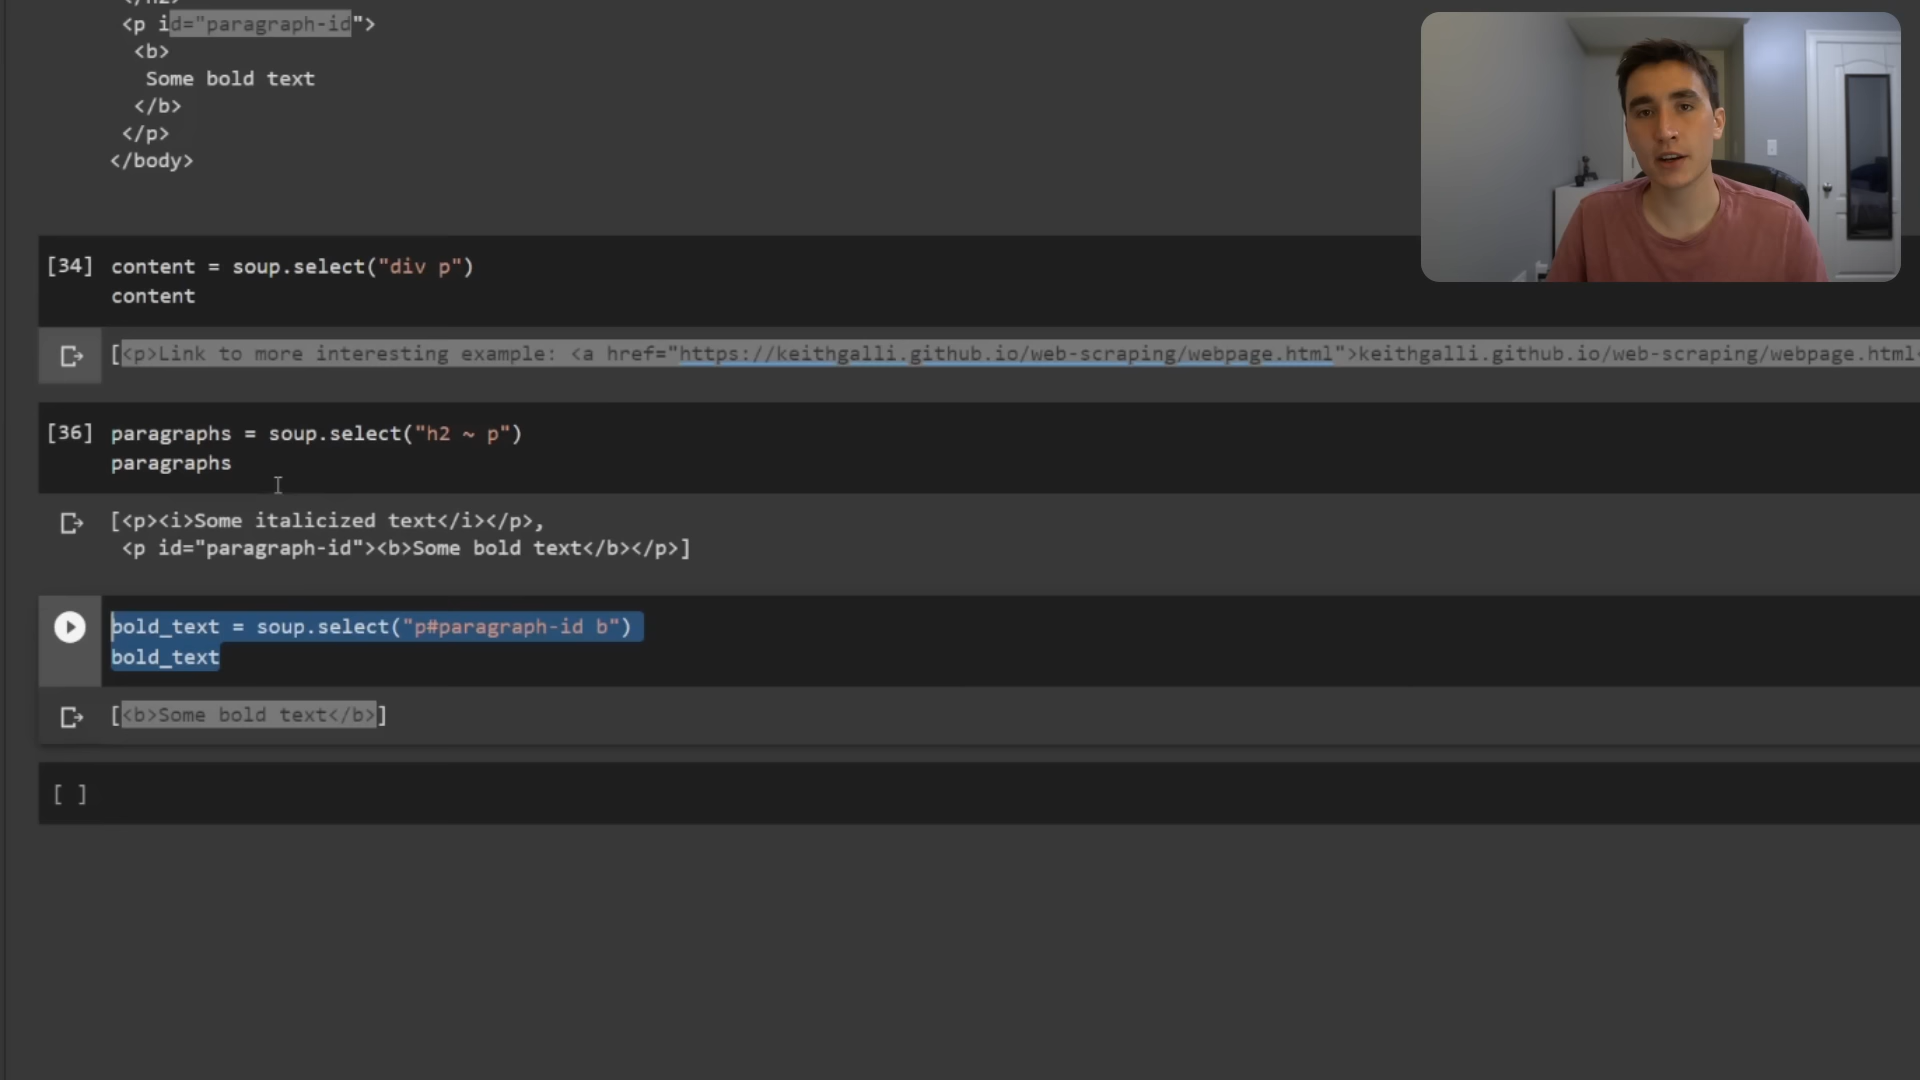 <p id="paragraph-id">
<b>
Some bold text
</b>
</p>
</body>
[34] content = soup.select("div p")
content
[<p>Link to more interesting example: <a href="https://keithgalli.github.io/web-scraping/webpage.html">keithgalli.github.io/web-scraping/webpage.html<
[36] paragraphs = soup.select("h2 ~ p")
paragraphs
[<p><i>Some italicized text</i></p>,
<p id="paragraph-id"><b>Some bold text</b></p>]
bold_text = soup.select("p#paragraph-id b")
bold_text
[<b>Some bold text</b>]
[ ]